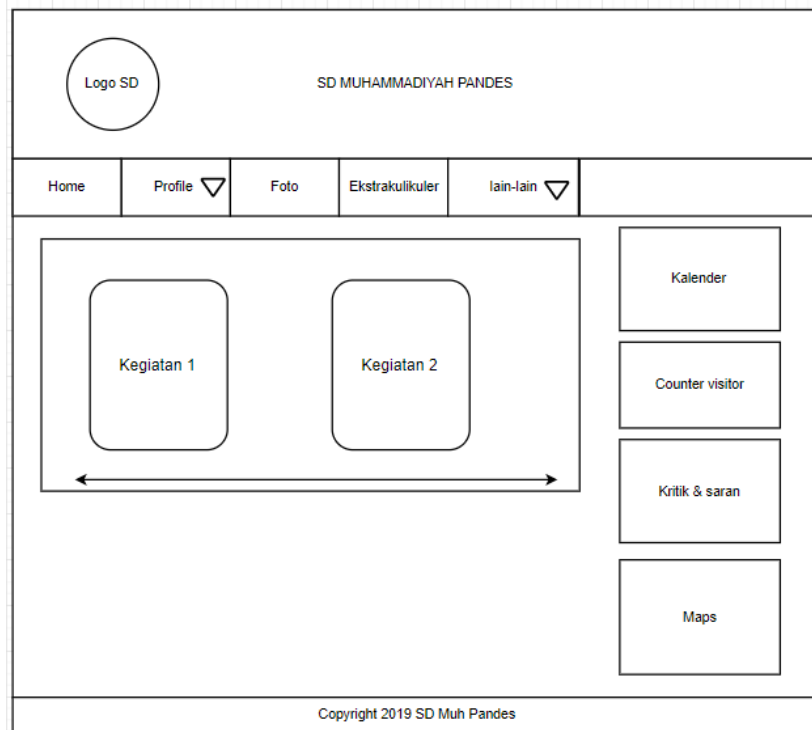 Logo SD
SD MUHAMMADIYAH PANDES
Home
Profile
Foto
Ekstrakulikuler
lain-lain
Kegiatan 1
Kegiatan 2
Kalender
Counter visitor
Kritik & saran
Maps
Copyright 2019 SD Muh Pandes